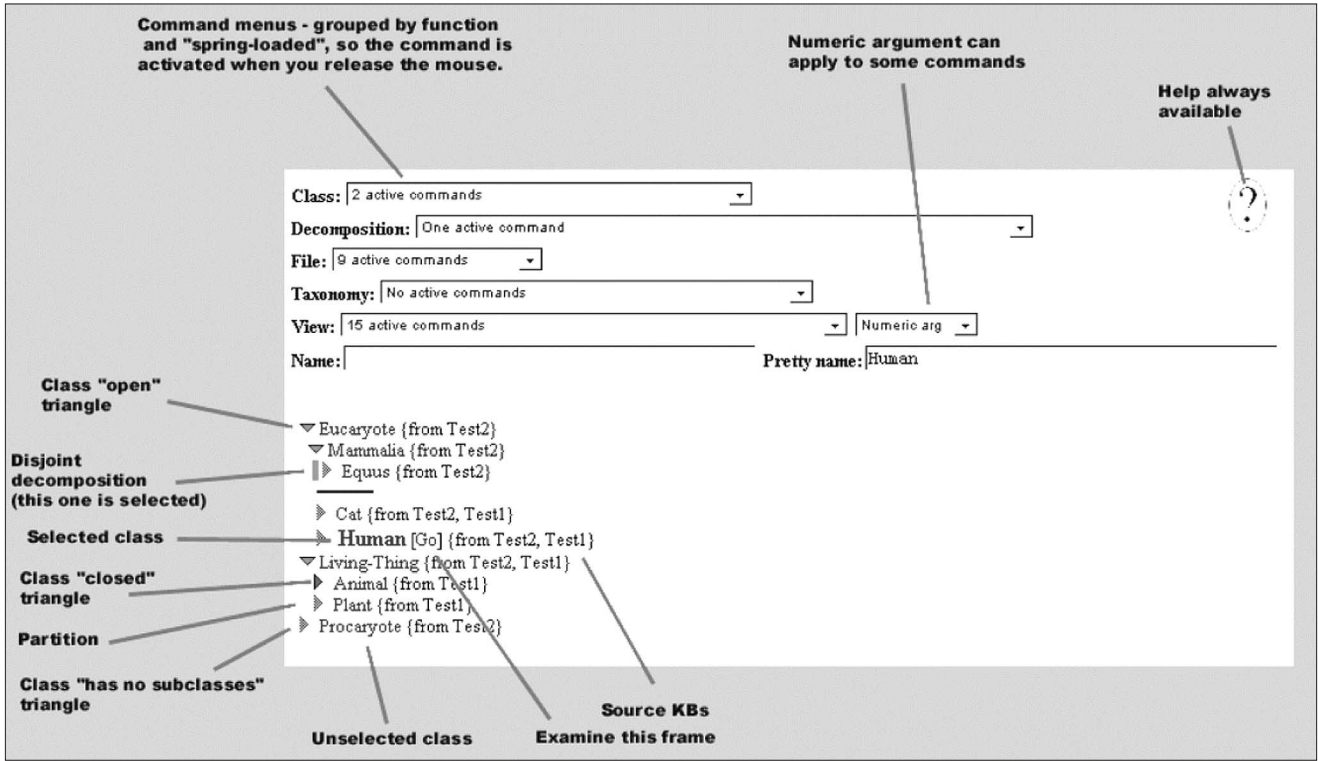 Command menus - grouped by function
and "spring-loaded", so the command is
activated when you release the mouse.
Numeric argument can
apply to some commands
Help always
available
Class: 2 active commands
?
Decomposition: One active command
File: 9 active commands
Taxonomy: No active commands
View: 15 active commands Numeric arg
Name: Pretty name: Human
Class "open"
triangle
Eucaryote {from Test2}
Mammalia {from Test2}
Disjoint
decomposition
(this one is selected)
Equus {from Test2}
Cat {from Test2, Test1}
Selected class
Human [Go] {from Test2, Test1}
Living-Thing {from Test2, Test1}
Class "closed"
triangle
Animal {from Test1}
Plant {from Test1}
Partition
Procaryote {from Test2}
Class "has no subclasses"
triangle
Unselected class
Source KBs
Examine this frame